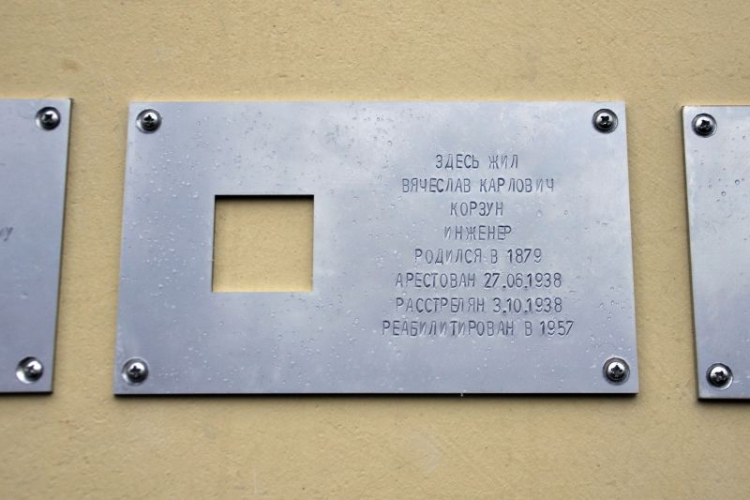 ЗДЕСЬ ЖИЛ
ВЯЧЕСЛАВ КАРЛОВИЧ
КОРЗУН
ИНЖЕНЕР
РОДИЛСЯ В 1879
АРЕСТОВАН 27.06.1938
РАССТРЕЛЯН 3.10.1938
РЕАБИЛИТИРОВАН В 1957